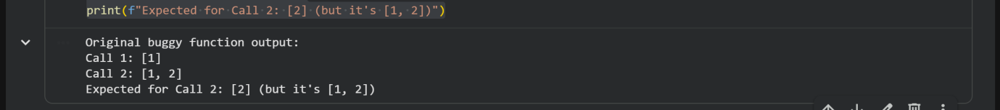 print(f"Expected for Call 2: [2] (but it's [1, 2])")
Original buggy function output:
Call 1: [1]
Call 2: [1, 2]
Expected for Call 2: [2] (but it's [1, 2])